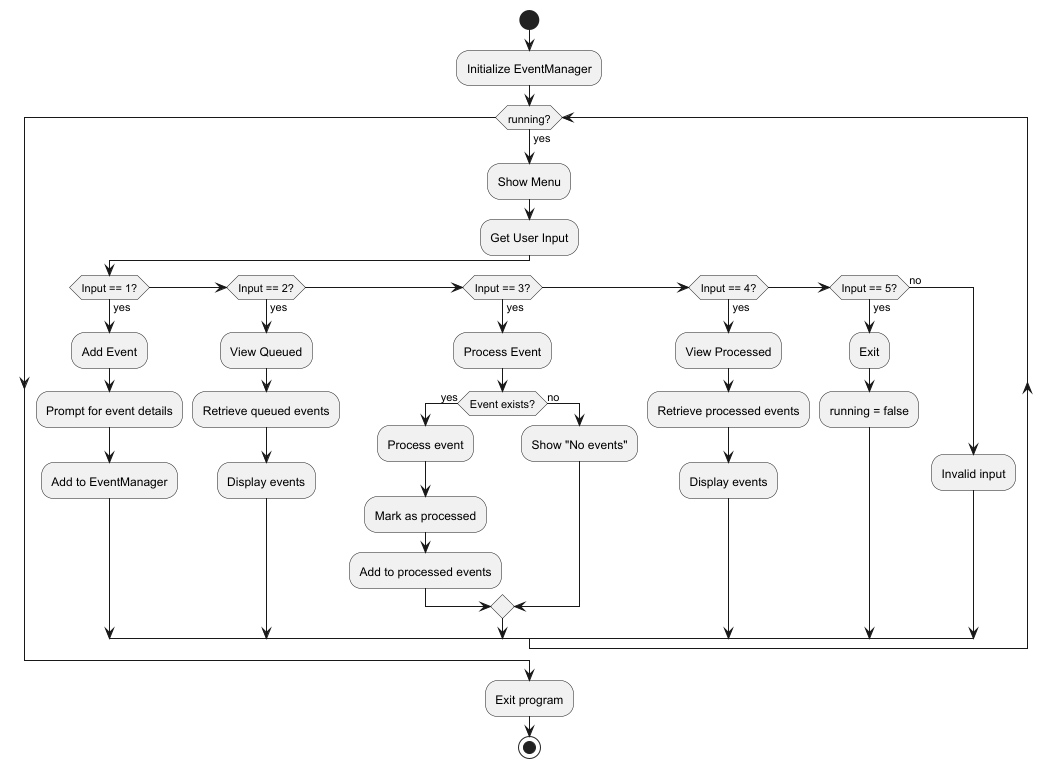 Initialize EventManager
running?
yes
Show Menu
Get User Input
Input == 1?
yes
Add Event
Prompt for event details
Add to EventManager
Input == 2?
yes
View Queued
Retrieve queued events
Display events
Input == 3?
yes
Process Event
Event exists?
yes
Process event
Mark as processed
Add to processed events
no
Show "No events"
Input == 4?
yes
View Processed
Retrieve processed events
Display events
Input == 5?
yes
Exit
running = false
no
Invalid input
Exit program